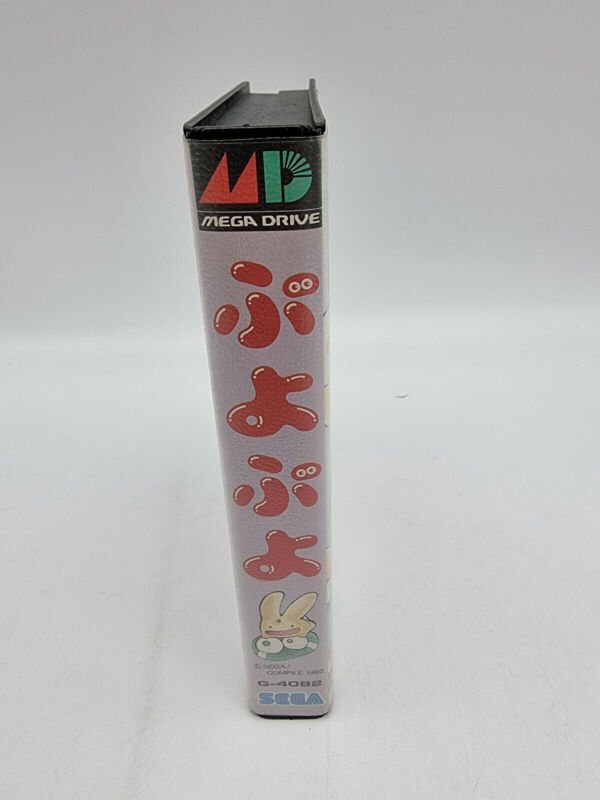 MD
MEGA DRIVE
ぷよぷよ
©SEGA/
COMPILE 1992
G-4082
SEGA